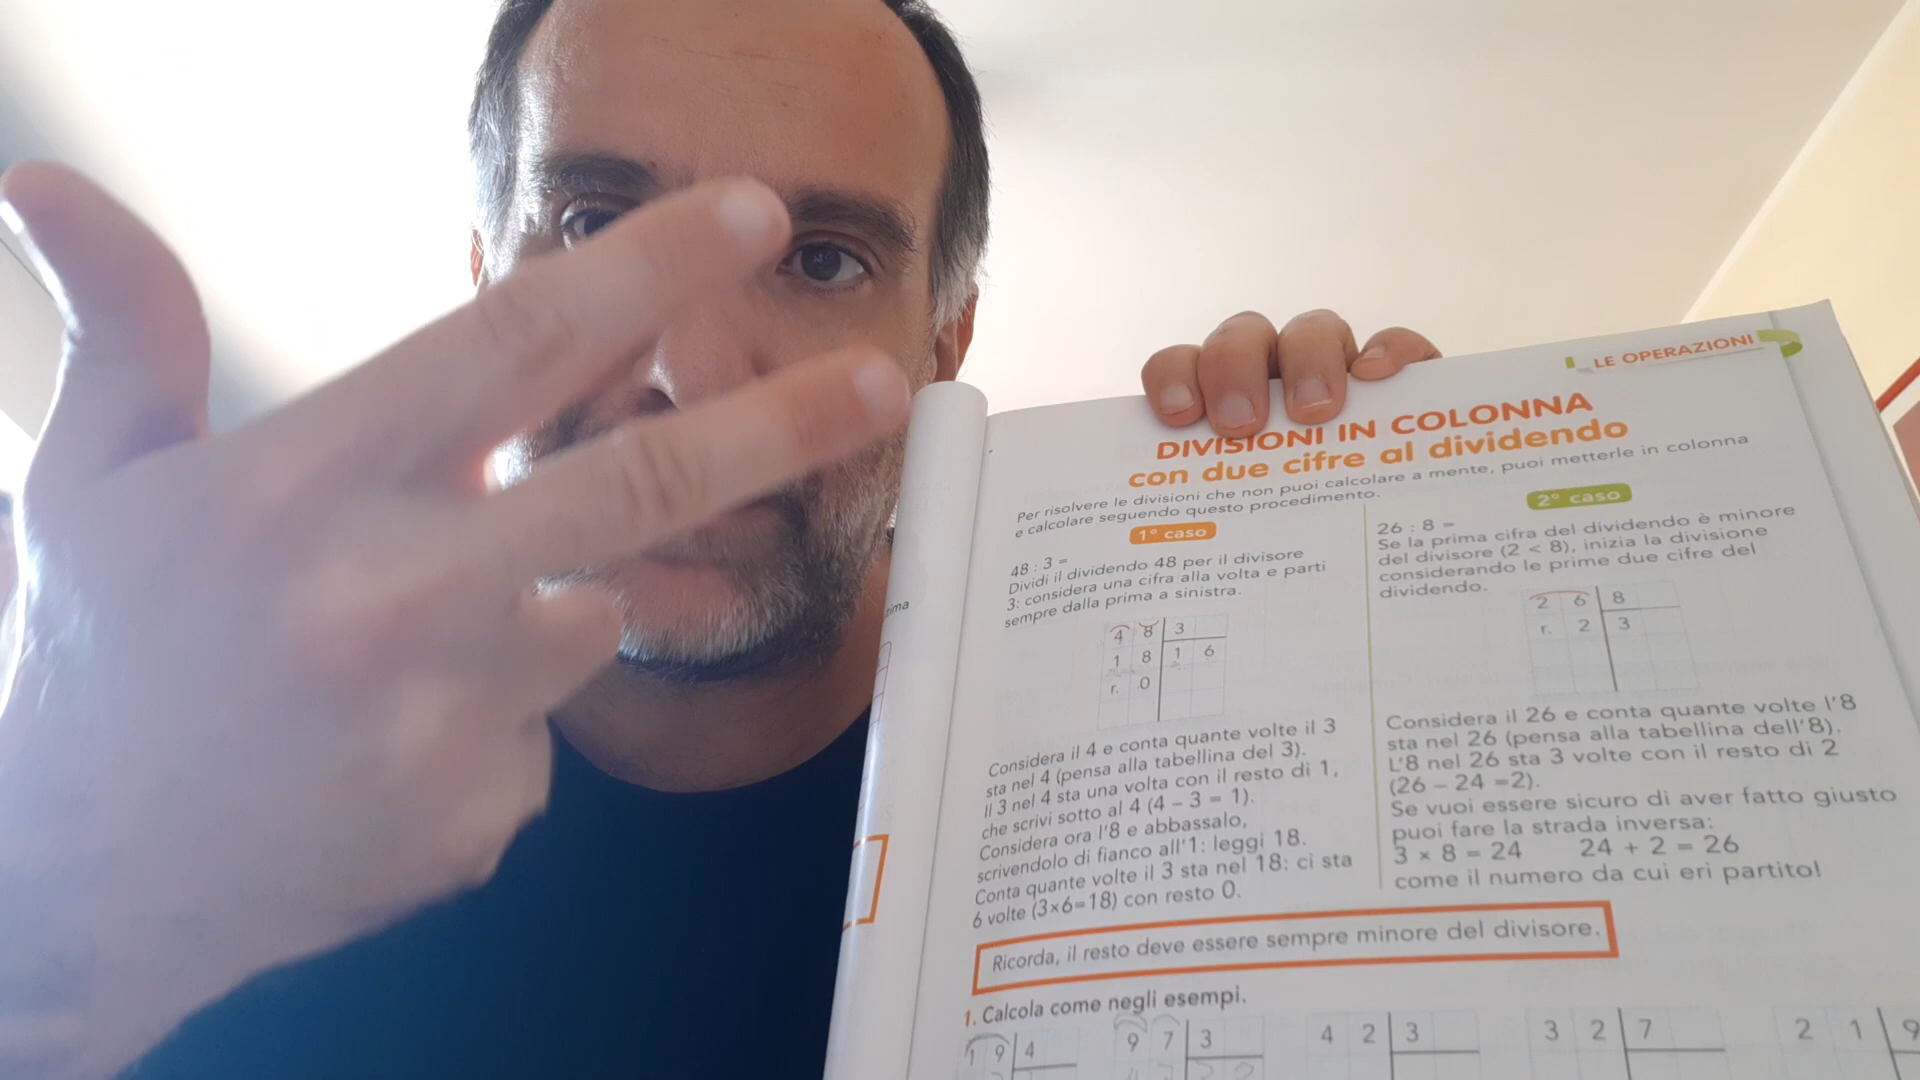 LE OPERAZIONI
DIVISIONI IN COLONNA
con due cifre al dividendo
Per risolvere le divisioni che non puoi calcolare a mente, puoi metterle in colonna
e calcolare seguendo questo procedimento.
1° caso
48 : 3 =
Dividi il dividendo 48 per il divisore
3: considera una cifra alla volta e parti
sempre dalla prima a sinistra.
4 8 3
1 8 1 6
r. 0
Considera il 4 e conta quante volte il 3
sta nel 4 (pensa alla tabellina del 3).
Il 3 nel 4 sta una volta con il resto di 1,
che scrivi sotto al 4 (4 – 3 = 1).
Considera ora l'8 e abbassalo,
scrivendolo di fianco all'1: leggi 18.
Conta quante volte il 3 sta nel 18: ci sta
6 volte (3×6=18) con resto 0.
2° caso
26 : 8 =
Se la prima cifra del dividendo è minore
del divisore (2 < 8), inizia la divisione
considerando le prime due cifre del
dividendo.
2 6 8
r. 2 3
Considera il 26 e conta quante volte l'8
sta nel 26 (pensa alla tabellina dell'8).
L'8 nel 26 sta 3 volte con il resto di 2
(26 – 24 =2).
Se vuoi essere sicuro di aver fatto giusto
puoi fare la strada inversa:
3 × 8 = 24 24 + 2 = 26
come il numero da cui eri partito!
Ricorda, il resto deve essere sempre minore del divisore.
1. Calcola come negli esempi.
1 9 4 9 7 3 4 2 3 3 2 7 2 1 9